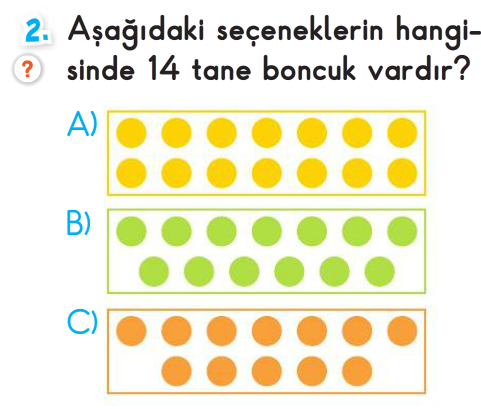 2. Aşağıdaki seçeneklerin hangi-
? sinde 14 tane boncuk vardır?
A)
B)
C)